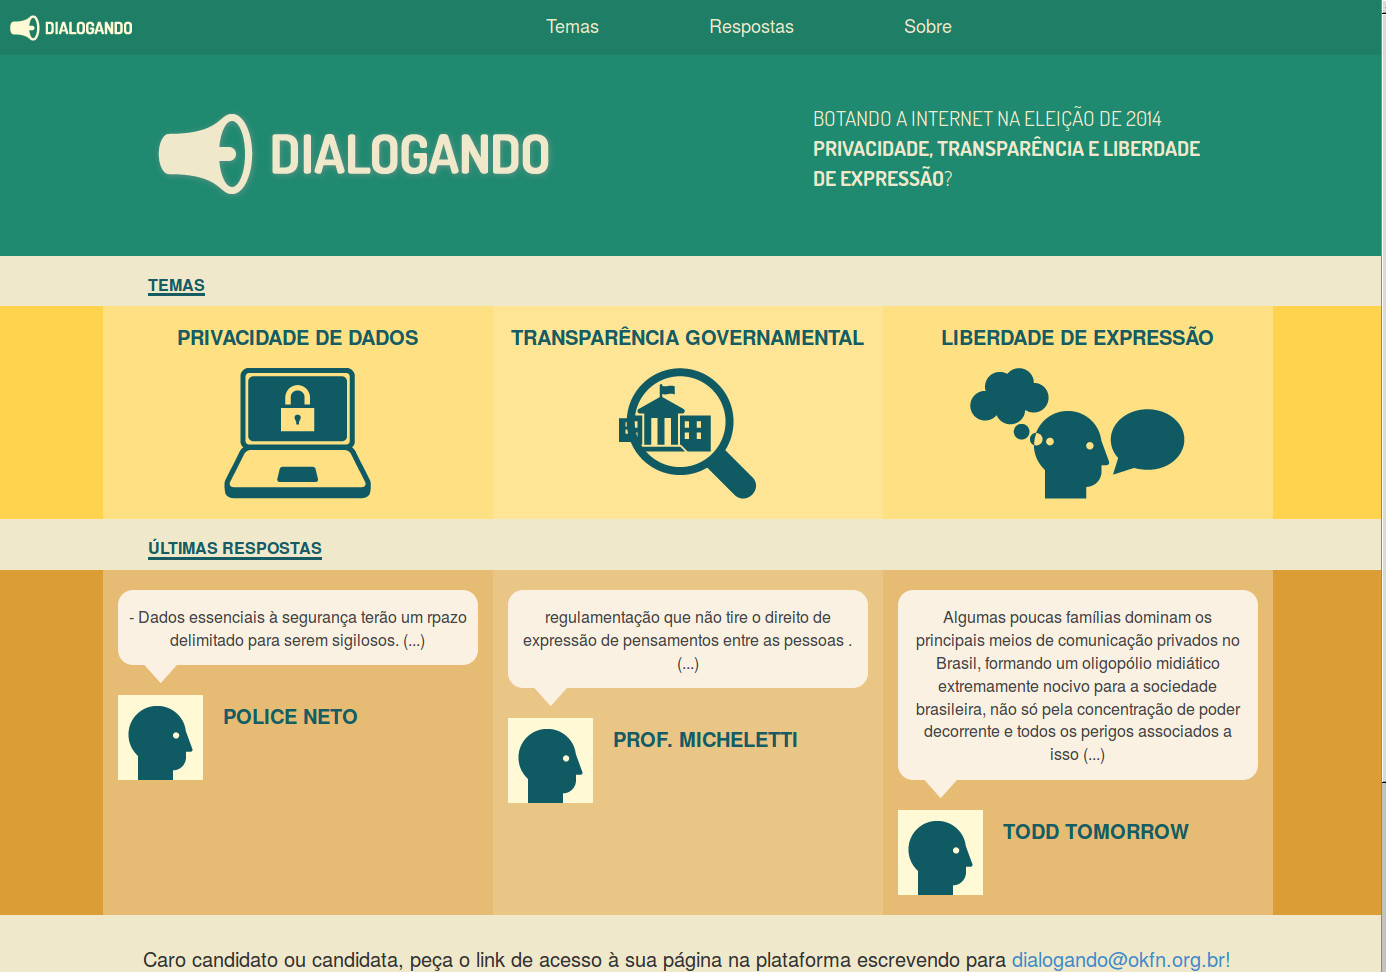 DIALOGANDO
Temas
Respostas
Sobre
DIALOGANDO
BOTANDO A INTERNET NA ELEIÇÃO DE 2014
PRIVACIDADE, TRANSPARÊNCIA E LIBERDADE
DE EXPRESSÃO?
TEMAS
PRIVACIDADE DE DADOS
TRANSPARÊNCIA GOVERNAMENTAL
LIBERDADE DE EXPRESSÃO
ÚLTIMAS RESPOSTAS
- Dados essenciais à segurança terão um rpazo
delimitado para serem sigilosos. (...)
POLICE NETO
regulamentação que não tire o direito de
expressão de pensamentos entre as pessoas .
(...)
PROF. MICHELETTI
Algumas poucas famílias dominam os
principais meios de comunicação privados no
Brasil, formando um oligopólio midiático
extremamente nocivo para a sociedade
brasileira, não só pela concentração de poder
decorrente e todos os perigos associados a
isso (...)
TODD TOMORROW
Caro candidato ou candidata, peça o link de acesso à sua página na plataforma escrevendo para dialogando@okfn.org.br!